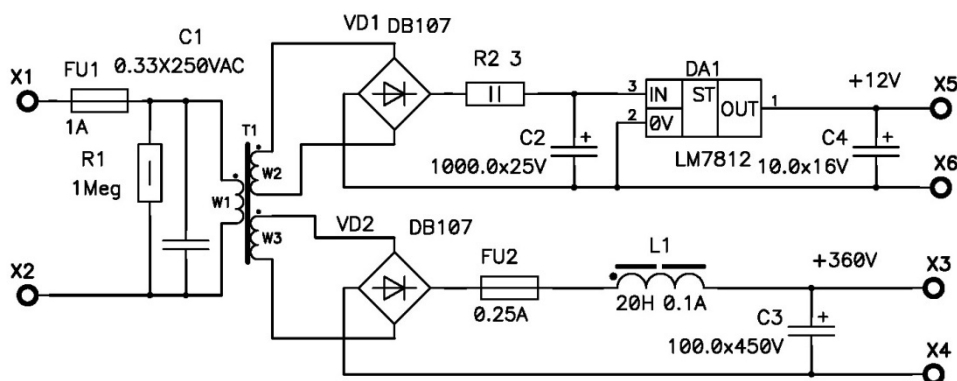 C1
0.33X250VAC
X1
FU1
1A
R1
1Meg
X2
T1
W1
W2
W3
VD1 DB107
R2 3
C2
1000.0x25V
3 IN
2 0V
ST
OUT 1
DA1
LM7812
+12V
C4
10.0x16V
X5
X6
VD2 DB107
FU2
0.25A
L1
20H 0.1A
+360V
C3
100.0x450V
X3
X4